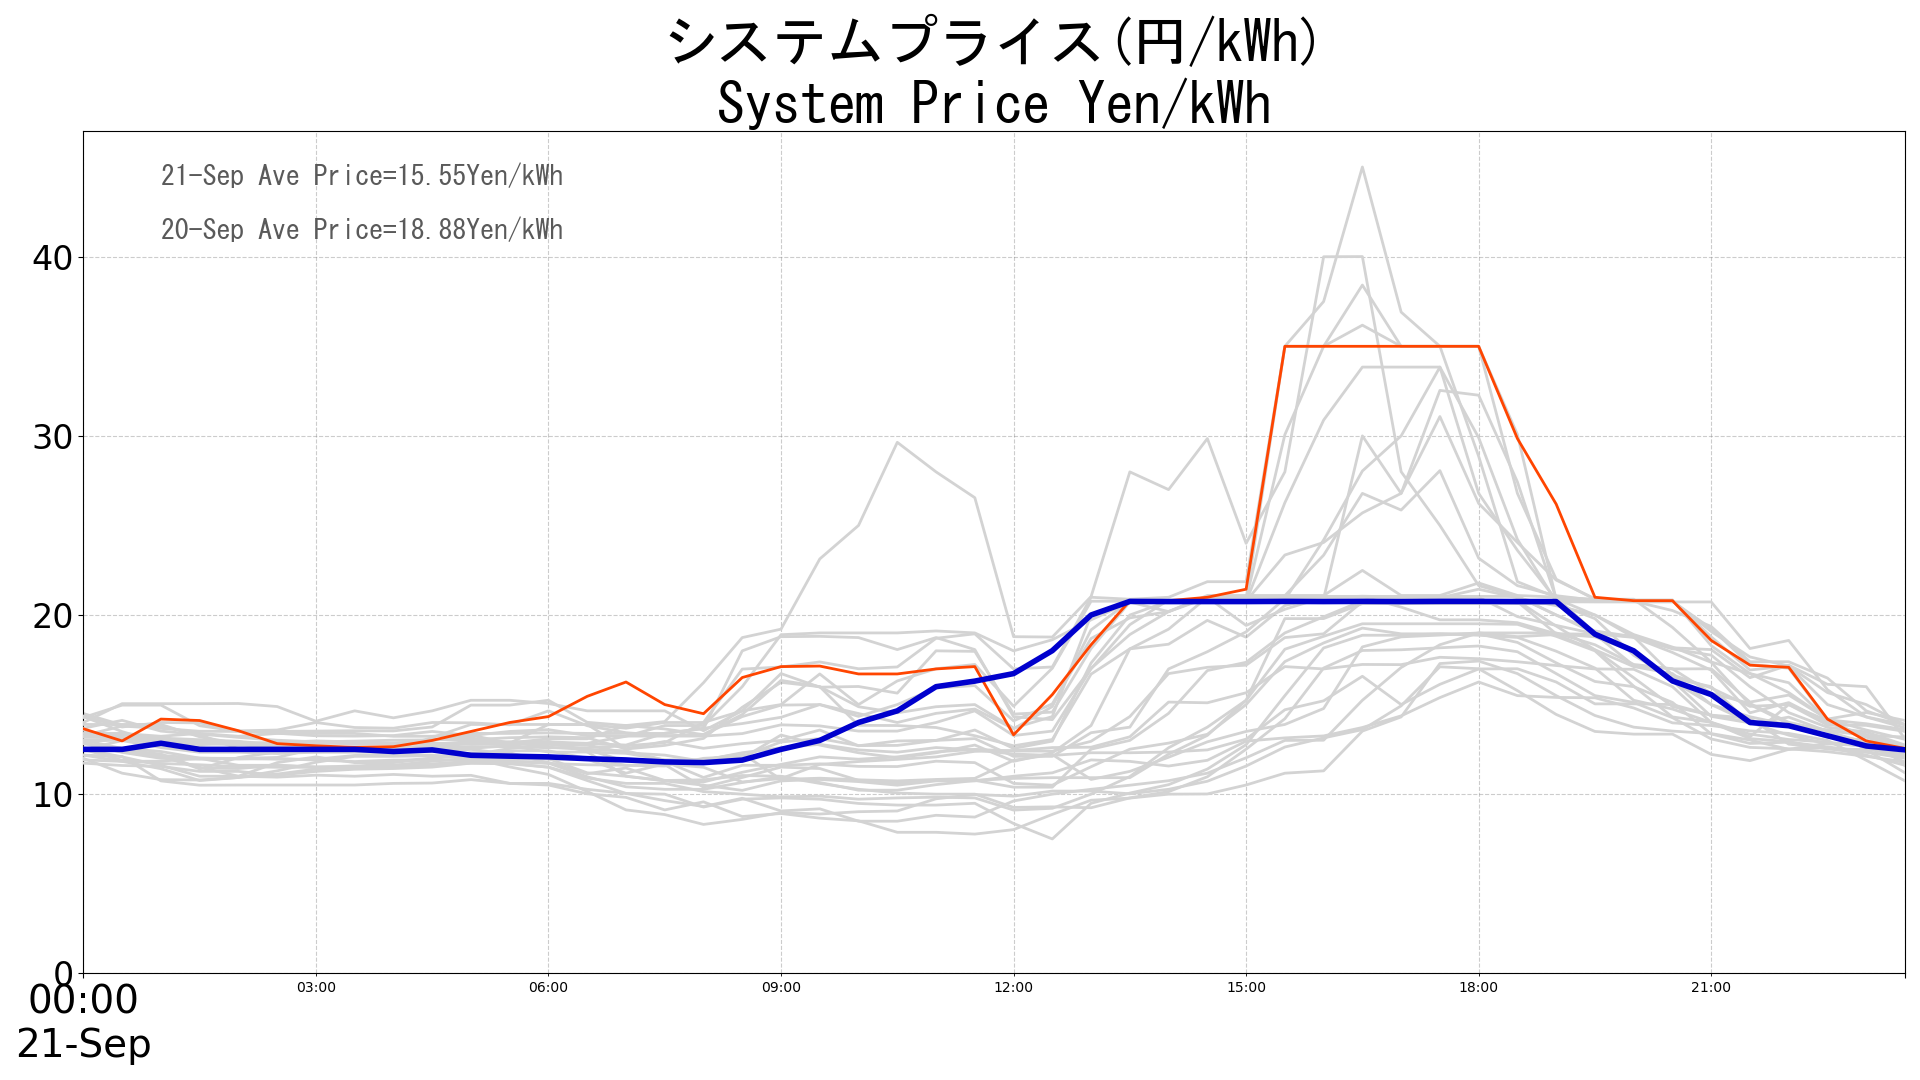 システムプライス(円/kWh)
System Price Yen/kWh
21-Sep Ave Price=15.55Yen/kWh
20-Sep Ave Price=18.88Yen/kWh
40
30
20
10
0
00:00 03:00 06:00 09:00 12:00 15:00 18:00 21:00
21-Sep